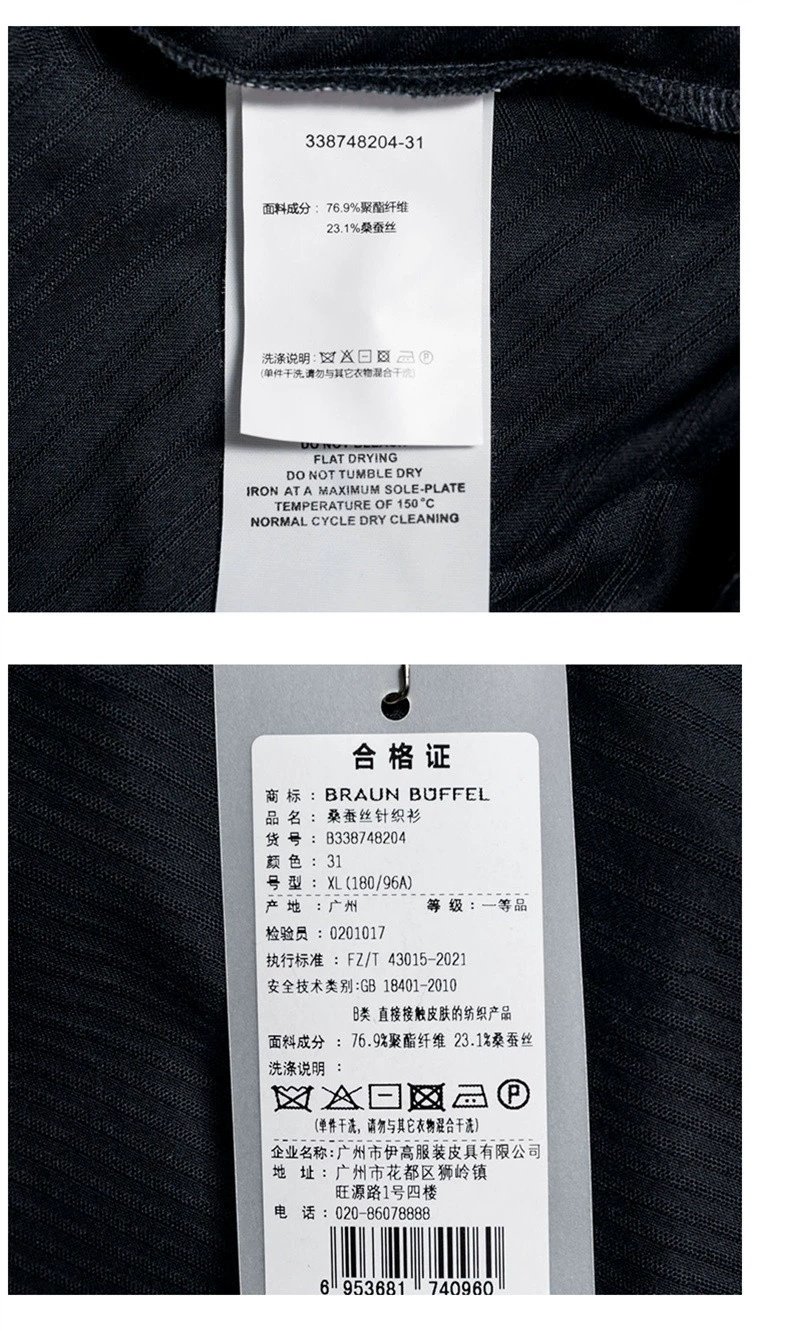 338748204-31
面料成分： 76.9%聚酯纤维
23.1%桑蚕丝
洗涤说明：
(单件干洗,请勿与其它衣物混合干洗)
DO NOT BLEACH
FLAT DRYING
DO NOT TUMBLE DRY
IRON AT A MAXIMUM SOLE-PLATE
TEMPERATURE OF 150°C
NORMAL CYCLE DRY CLEANING
合格证
商 标 ：BRAUN BÜFFEL
品 名 ：桑蚕丝针织衫
货 号 ：B338748204
颜 色 ：31
号 型 ：XL(180/96A)
产 地 ：广州 等 级：一等品
检验员 ：0201017
执行标准 ：FZ/T 43015-2021
安全技术类别:GB 18401-2010
B类 直接接触皮肤的纺织产品
面料成分 ：76.9%聚酯纤维 23.1%桑蚕丝
洗涤说明 ：
P
(单件干洗, 请勿与其它衣物混合干洗)
企业名称:广州市伊高服装皮具有限公司
地 址：广州市花都区狮岭镇
旺源路1号四楼
电 话：020-86078888
6 953681 740960